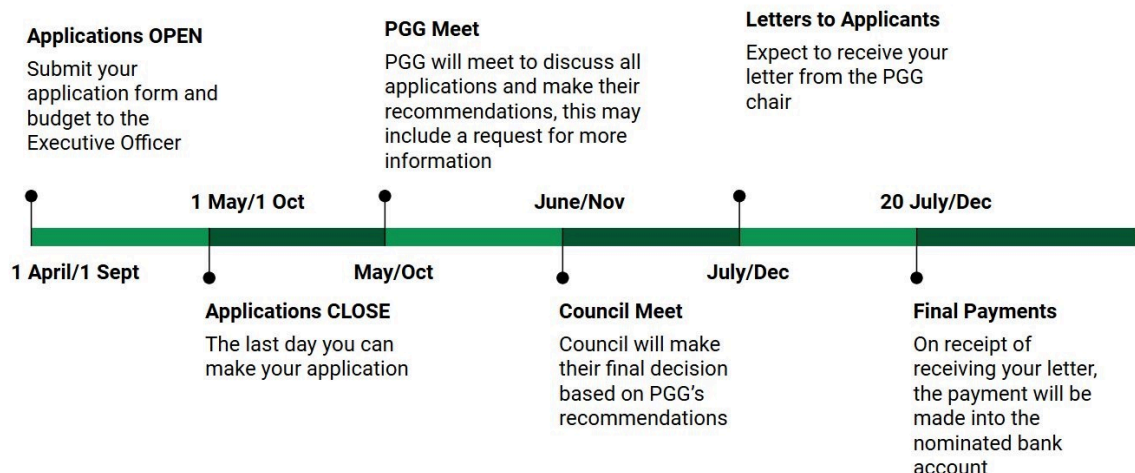 Applications OPEN
Submit your
application form and
budget to the
Executive Officer
PGG Meet
PGG will meet to discuss all
applications and make their
recommendations, this may
include a request for more
information
Letters to Applicants
Expect to receive your
letter from the PGG
chair
1 May/1 Oct
June/Nov
20 July/Dec
1 April/1 Sept
May/Oct
July/Dec
Applications CLOSE
The last day you can
make your application
Council Meet
Council will make
their final decision
based on PGG’s
recommendations
Final Payments
On receipt of
receiving your letter,
the payment will be
made into the
nominated bank
account